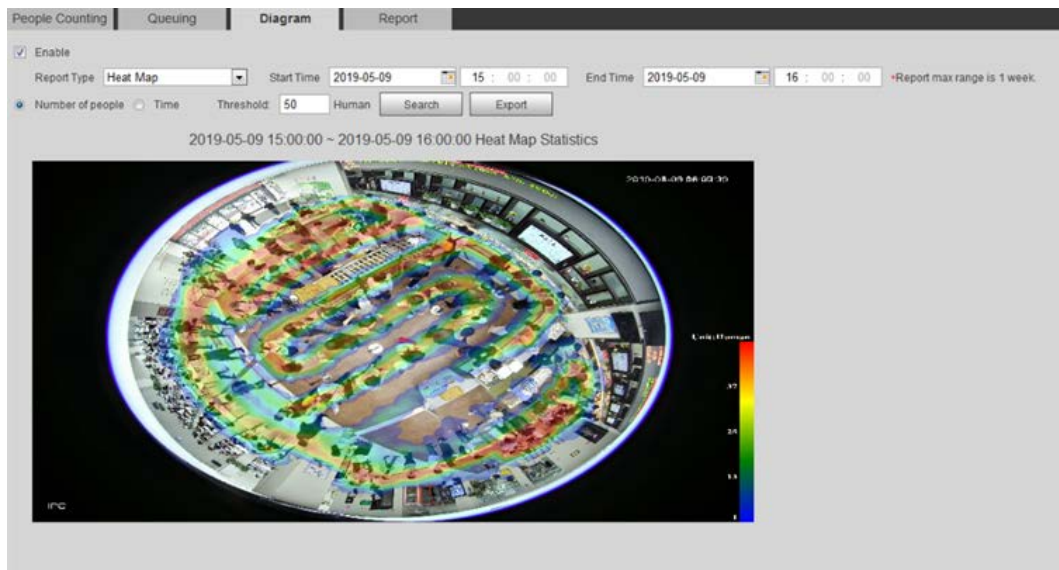 People Counting Queuing Diagram Report
Enable
Report Type Heat Map Start Time 2019-05-09 15 : 00 : 00 End Time 2019-05-09 16 : 00 : 00 *Report max range is 1 week.
Number of people Time Threshold: 50 Human Search Export
2019-05-09 15:00:00 ~ 2019-05-09 16:00:00 Heat Map Statistics
Unit:Human
IPC